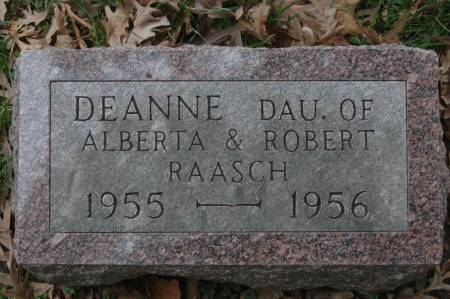 DEANNE DAU. OF
ALBERTA & ROBERT
RAASCH
1955 — 1956